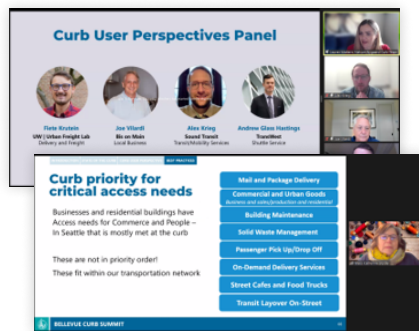 Curb User Perspectives Panel
Fiete Krutein
UW | Urban Freight Lab
Delivery and Freight
Joe Vilardi
Bis on Main
Local Business
Alex Krieg
Sound Transit
Transit/Mobility Services
Andrew Glass Hastings
TransWest
Shuttle Service
BEST PRACTICES
Curb priority for
critical access needs
Businesses and residential buildings have
Access needs for Commerce and People –
In Seattle that is mostly met at the curb
These are not in priority order!
These fit within our transportation network
Mail and Package Delivery
Commercial and Urban Goods
Business and sales/production and residential
Building Maintenance
Solid Waste Management
Passenger Pick Up/Drop Off
On-Demand Delivery Services
Street Cafes and Food Trucks
Transit Layover On-Street
BELLEVUE CURB SUMMIT